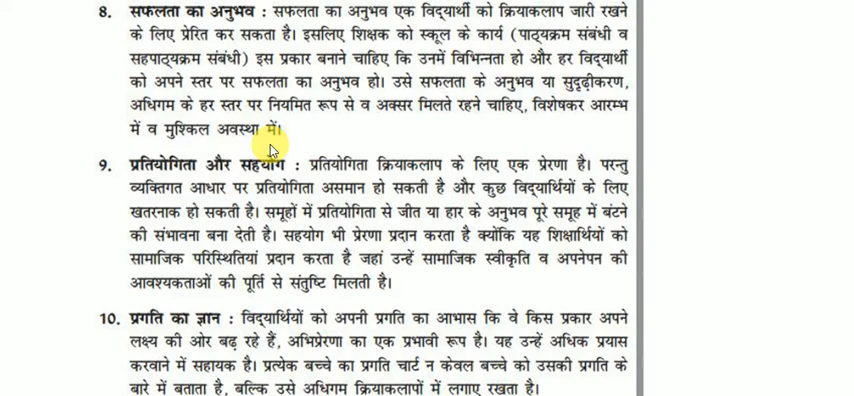 8. सफलता का अनुभव : सफलता का अनुभव एक विद्यार्थी को क्रियाकलाप जारी रखने
के लिए प्रेरित कर सकता है। इसलिए शिक्षक को स्कूल के कार्य (पाठ्यक्रम संबंधी व
सहपाठ्यक्रम संबंधी) इस प्रकार बनाने चाहिए कि उनमें विभिन्नता हो और हर विद्यार्थी
को अपने स्तर पर सफलता का अनुभव हो। उसे सफलता के अनुभव या सुदृढ़ीकरण,
अधिगम के हर स्तर पर नियमित रूप से व अक्सर मिलते रहने चाहिए, विशेषकर आरम्भ
में व मुश्किल अवस्था में।
9. प्रतियोगिता और सहयोग : प्रतियोगिता क्रियाकलाप के लिए एक प्रेरणा है। परन्तु
व्यक्तिगत आधार पर प्रतियोगिता असमान हो सकती है और कुछ विद्यार्थियों के लिए
खतरनाक हो सकती है। समूहों में प्रतियोगिता से जीत या हार के अनुभव पूरे समूह में बंटने
की संभावना बना देती है। सहयोग भी प्रेरणा प्रदान करता है क्योंकि यह शिक्षार्थियों को
सामाजिक परिस्थितियां प्रदान करता है जहां उन्हें सामाजिक स्वीकृति व अपनेपन की
आवश्यकताओं की पूर्ति से संतुष्टि मिलती है।
10. प्रगति का ज्ञान : विद्यार्थियों को अपनी प्रगति का आभास कि वे किस प्रकार अपने
लक्ष्य की ओर बढ़ रहे हैं, अभिप्रेरणा का एक प्रभावी रूप है। यह उन्हें अधिक प्रयास
करवाने में सहायक है। प्रत्येक बच्चे का प्रगति चार्ट न केवल बच्चे को उसकी प्रगति के
बारे में बताता है, बल्कि उसे अधिगम क्रियाकलापों में लगाए रखता है।